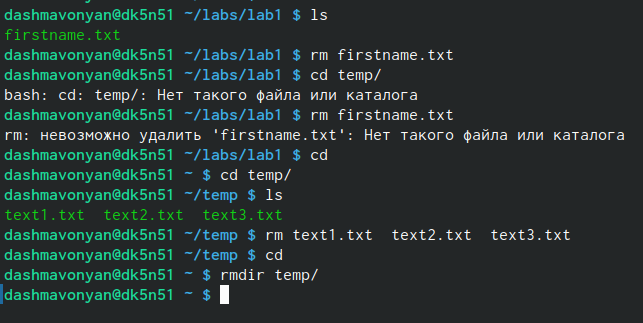 dashmavonyan@dk5n51 ~/labs/lab1 $ ls
firstname.txt
dashmavonyan@dk5n51 ~/labs/lab1 $ rm firstname.txt
dashmavonyan@dk5n51 ~/labs/lab1 $ cd temp/
bash: cd: temp/: Нет такого файла или каталога
dashmavonyan@dk5n51 ~/labs/lab1 $ rm firstname.txt
rm: невозможно удалить 'firstname.txt': Нет такого файла или каталога
dashmavonyan@dk5n51 ~/labs/lab1 $ cd
dashmavonyan@dk5n51 ~ $ cd temp/
dashmavonyan@dk5n51 ~/temp $ ls
text1.txt  text2.txt  text3.txt
dashmavonyan@dk5n51 ~/temp $ rm text1.txt  text2.txt  text3.txt
dashmavonyan@dk5n51 ~/temp $ cd
dashmavonyan@dk5n51 ~ $ rmdir temp/
dashmavonyan@dk5n51 ~ $